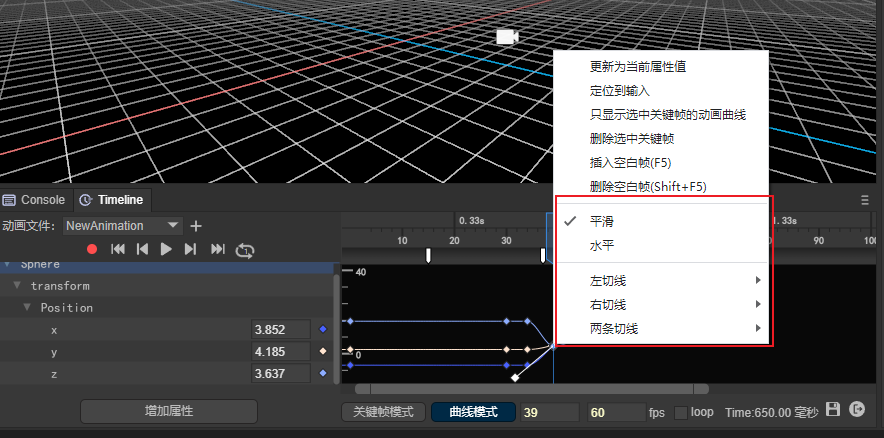 更新为当前属性值
定位到输入
只显示选中关键帧的动画曲线
删除选中关键帧
插入空白帧(F5)
删除空白帧(Shift+F5)
平滑
水平
左切线
右切线
两条切线
Console Timeline
动画文件: NewAnimation
0.33s 1.33s
10 20 30 90 100
Sphere
transform
Position
x 3.852
y 4.185
z 3.637
40
0
增加属性
关键帧模式 曲线模式 39 60 fps loop Time:650.00 毫秒